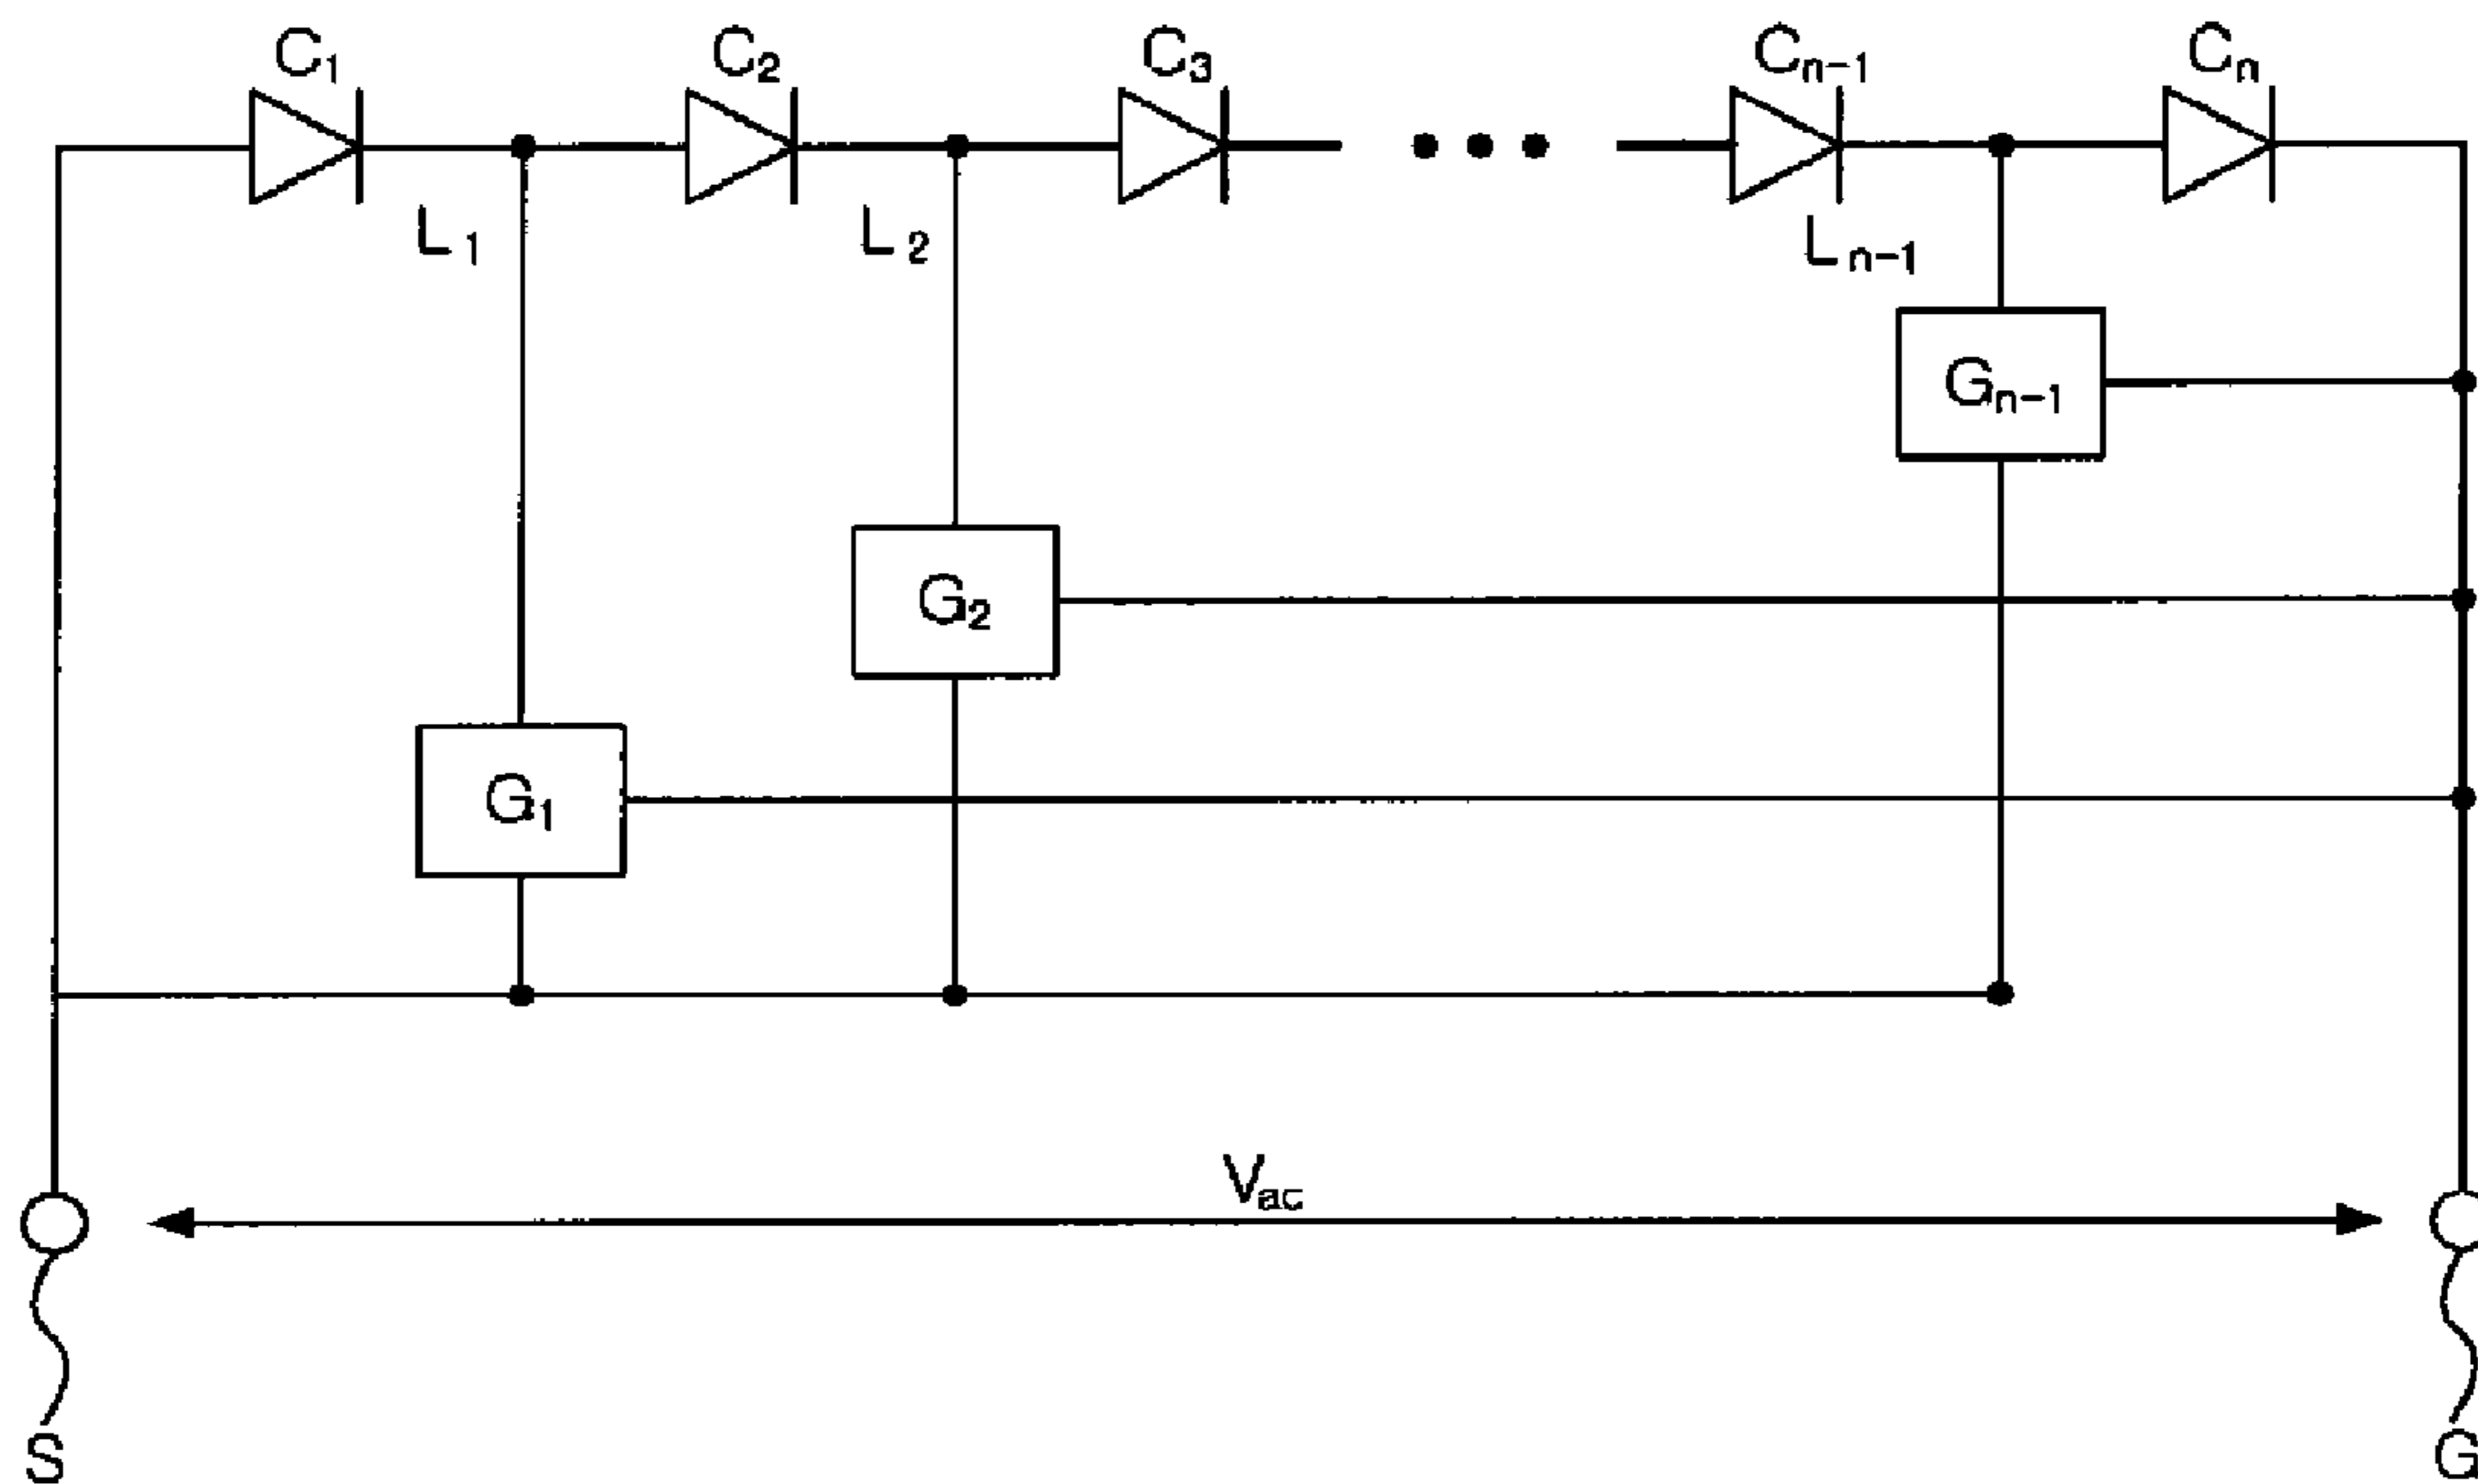 C₁ C₂ C₃ Cₙ₋₁ Cₙ
L₁ L₂ Lₙ₋₁
Gₙ₋₁
G₂
G₁
Vac
S G